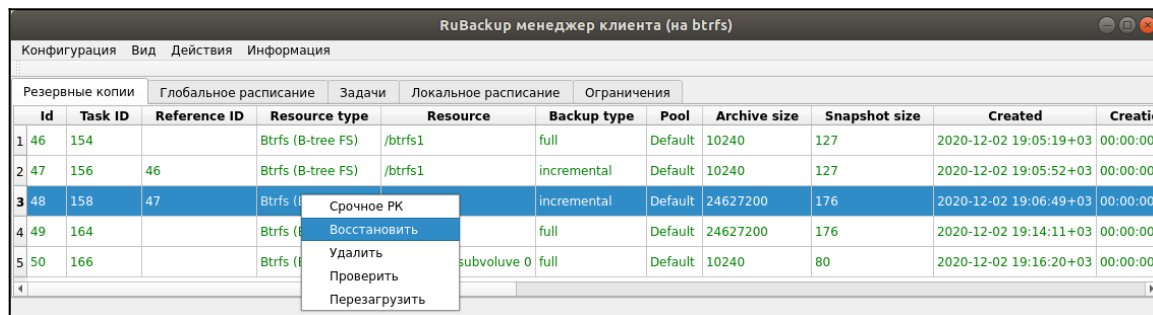 RuBackup менеджер клиента (на btrfs)
Конфигурация Вид Действия Информация
Резервные копии Глобальное расписание Задачи Локальное расписание Ограничения
Id Task ID Reference ID Resource type Resource Backup type Pool Archive size Snapshot size Created Creati
1 46 154 Btrfs (B-tree FS) /btrfs1 full Default 10240 127 2020-12-02 19:05:19+03 00:00:00
2 47 156 46 Btrfs (B-tree FS) /btrfs1 incremental Default 10240 127 2020-12-02 19:05:52+03 00:00:00
3 48 158 47 Btrfs (B incremental Default 24627200 176 2020-12-02 19:06:49+03 00:00:00
Срочное РК
4 49 164 Btrfs (B full Default 24627200 176 2020-12-02 19:14:11+03 00:00:00
Восстановить
Удалить
5 50 166 Btrfs (B subvoluve 0 full Default 10240 80 2020-12-02 19:16:20+03 00:00:00
Проверить
Перезагрузить